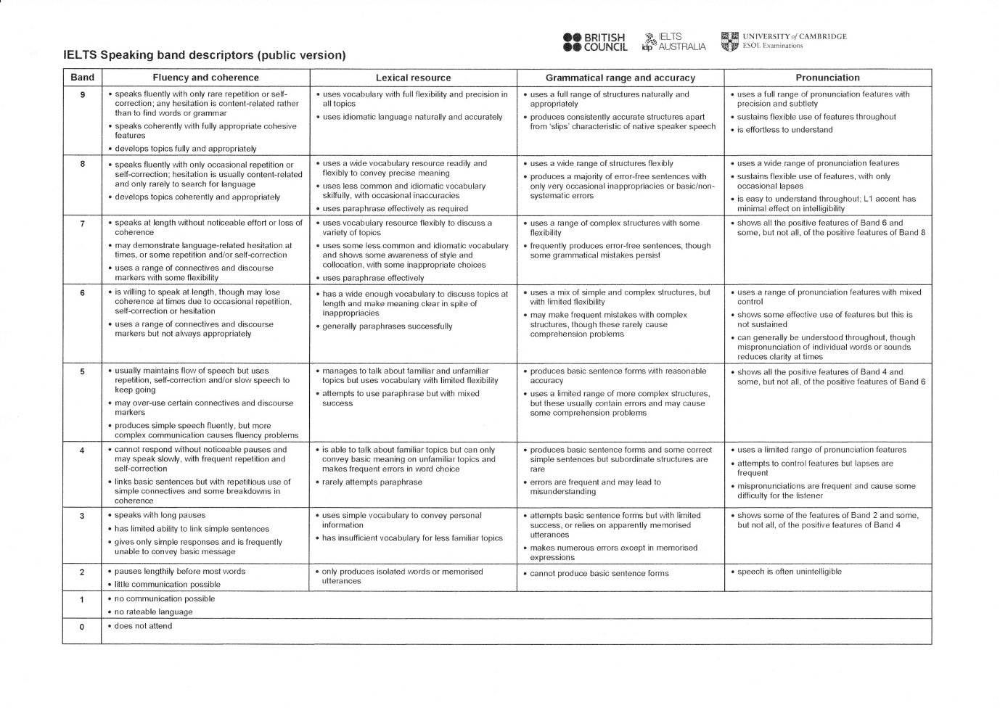 BRITISH
COUNCIL
IELTS
idp AUSTRALIA
UNIVERSITY of CAMBRIDGE
ESOL Examinations
IELTS Speaking band descriptors (public version)
Band
Fluency and coherence
Lexical resource
Grammatical range and accuracy
Pronunciation
9
• speaks fluently with only rare repetition or self-
correction; any hesitation is content-related rather
than to find words or grammar
• speaks coherently with fully appropriate cohesive
features
• develops topics fully and appropriately
• uses vocabulary with full flexibility and precision in
all topics
• uses idiomatic language naturally and accurately
• uses a full range of structures naturally and
appropriately
• produces consistently accurate structures apart
from ‘slips’ characteristic of native speaker speech
• uses a full range of pronunciation features with
precision and subtlety
• sustains flexible use of features throughout
• is effortless to understand
8
• speaks fluently with only occasional repetition or
self-correction; hesitation is usually content-related
and only rarely to search for language
• develops topics coherently and appropriately
• uses a wide vocabulary resource readily and
flexibly to convey precise meaning
• uses less common and idiomatic vocabulary
skilfully, with occasional inaccuracies
• uses paraphrase effectively as required
• uses a wide range of structures flexibly
• produces a majority of error-free sentences with
only very occasional inappropriacies or basic/non-
systematic errors
• uses a wide range of pronunciation features
• sustains flexible use of features, with only
occasional lapses
• is easy to understand throughout; L1 accent has
minimal effect on intelligibility
7
• speaks at length without noticeable effort or loss of
coherence
• may demonstrate language-related hesitation at
times, or some repetition and/or self-correction
• uses a range of connectives and discourse
markers with some flexibility
• uses vocabulary resource flexibly to discuss a
variety of topics
• uses some less common and idiomatic vocabulary
and shows some awareness of style and
collocation, with some inappropriate choices
• uses paraphrase effectively
• uses a range of complex structures with some
flexibility
• frequently produces error-free sentences, though
some grammatical mistakes persist
• shows all the positive features of Band 6 and
some, but not all, of the positive features of Band 8
6
• is willing to speak at length, though may lose
coherence at times due to occasional repetition,
self-correction or hesitation
• uses a range of connectives and discourse
markers but not always appropriately
• has a wide enough vocabulary to discuss topics at
length and make meaning clear in spite of
inappropriacies
• generally paraphrases successfully
• uses a mix of simple and complex structures, but
with limited flexibility
• may make frequent mistakes with complex
structures, though these rarely cause
comprehension problems
• uses a range of pronunciation features with mixed
control
• shows some effective use of features but this is
not sustained
• can generally be understood throughout, though
mispronunciation of individual words or sounds
reduces clarity at times
5
• usually maintains flow of speech but uses
repetition, self-correction and/or slow speech to
keep going
• may over-use certain connectives and discourse
markers
• produces simple speech fluently, but more
complex communication causes fluency problems
• manages to talk about familiar and unfamiliar
topics but uses vocabulary with limited flexibility
• attempts to use paraphrase but with mixed
success
• produces basic sentence forms with reasonable
accuracy
• uses a limited range of more complex structures,
but these usually contain errors and may cause
some comprehension problems
• shows all the positive features of Band 4 and
some, but not all, of the positive features of Band 6
4
• cannot respond without noticeable pauses and
may speak slowly, with frequent repetition and
self-correction
• links basic sentences but with repetitious use of
simple connectives and some breakdowns in
coherence
• is able to talk about familiar topics but can only
convey basic meaning on unfamiliar topics and
makes frequent errors in word choice
• rarely attempts paraphrase
• produces basic sentence forms and some correct
simple sentences but subordinate structures are
rare
• errors are frequent and may lead to
misunderstanding
• uses a limited range of pronunciation features
• attempts to control features but lapses are
frequent
• mispronunciations are frequent and cause some
difficulty for the listener
3
• speaks with long pauses
• has limited ability to link simple sentences
• gives only simple responses and is frequently
unable to convey basic message
• uses simple vocabulary to convey personal
information
• has insufficient vocabulary for less familiar topics
• attempts basic sentence forms but with limited
success, or relies on apparently memorised
utterances
• makes numerous errors except in memorised
expressions
• shows some of the features of Band 2 and some,
but not all, of the positive features of Band 4
2
• pauses lengthily before most words
• little communication possible
• only produces isolated words or memorised
utterances
• cannot produce basic sentence forms
• speech is often unintelligible
1
• no communication possible
• no rateable language
0
• does not attend